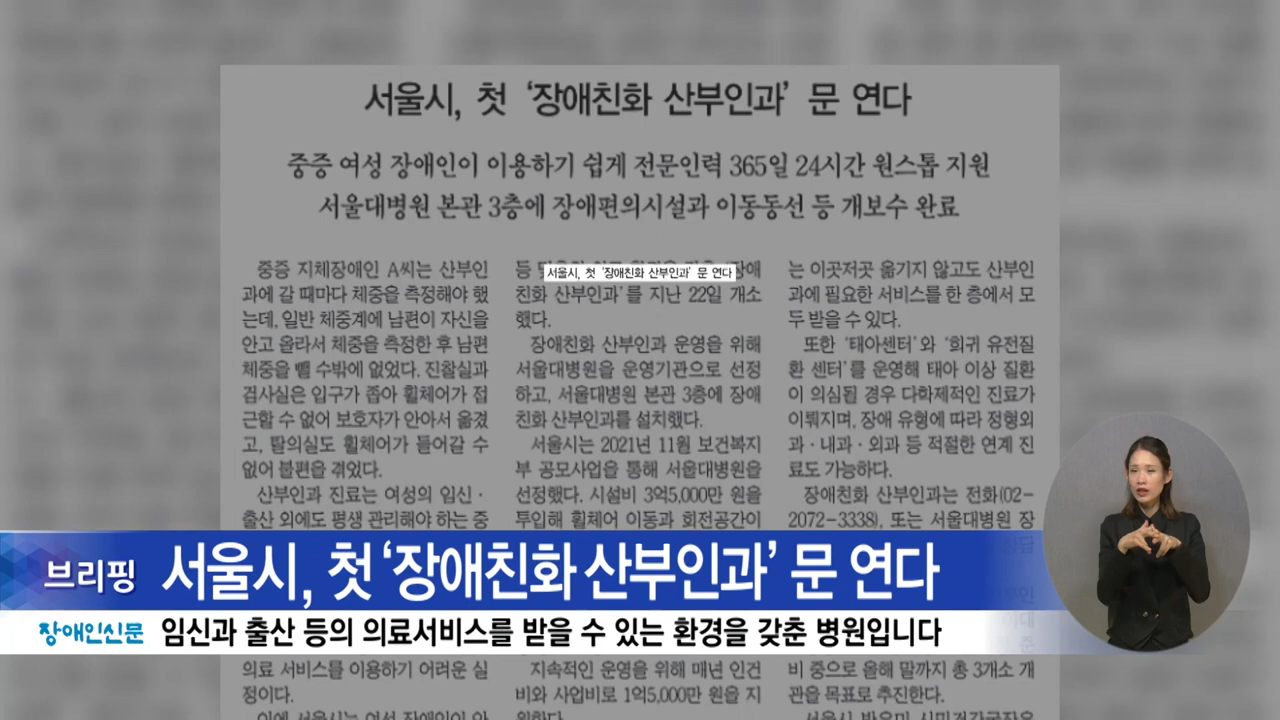 서울시, 첫 ‘장애친화 산부인과’ 문 연다
중증 여성 장애인이 이용하기 쉽게 전문인력 365일 24시간 원스톱 지원
서울대병원 본관 3층에 장애편의시설과 이동동선 등 개보수 완료
중증 지체장애인 A씨는 산부인
과에 갈 때마다 체중을 측정해야 했
는데, 일반 체중계에 남편이 자신을
안고 올라서 체중을 측정한 후 남편
체중을 뺄 수밖에 없었다. 진찰실과
검사실은 입구가 좁아 휠체어가 접
근할 수 없어 보호자가 안아서 옮겼
고, 탈의실도 휠체어가 들어갈 수
없어 불편을 겪었다.
산부인과 진료는 여성의 임신·
출산 외에도 평생 관리해야 하는 중
의료 서비스를 이용하기 어려운 실
정이다.
등
서울시, 첫 ‘장애친화 산부인과’ 문 연다
장애
친화 산부인과’를 지난 22일 개소
했다.
장애친화 산부인과 운영을 위해
서울대병원을 운영기관으로 선정
하고, 서울대병원 본관 3층에 장애
친화 산부인과를 설치했다.
서울시는 2021년 11월 보건복지
부 공모사업을 통해 서울대병원을
선정했다. 시설비 3억5,000만 원을
투입해 휠체어 이동과 회전공간이
지속적인 운영을 위해 매년 인건
비와 사업비로 1억5,000만 원을 지
는 이곳저곳 옮기지 않고도 산부인
과에 필요한 서비스를 한 층에서 모
두 받을 수 있다.
또한 ‘태아센터’와 ‘희귀 유전질
환 센터’를 운영해 태아 이상 질환
이 의심될 경우 다학제적인 진료가
이뤄지며, 장애 유형에 따라 정형외
과·내과·외과 등 적절한 연계 진
료도 가능하다.
장애친화 산부인과는 전화(02-
2072-3338), 또는 서울대병원 장
비 중으로 올해 말까지 총 3개소 개
관을 목표로 추진한다.
브리핑 서울시, 첫 ‘장애친화 산부인과’ 문 연다
장애인신문 임신과 출산 등의 의료서비스를 받을 수 있는 환경을 갖춘 병원입니다